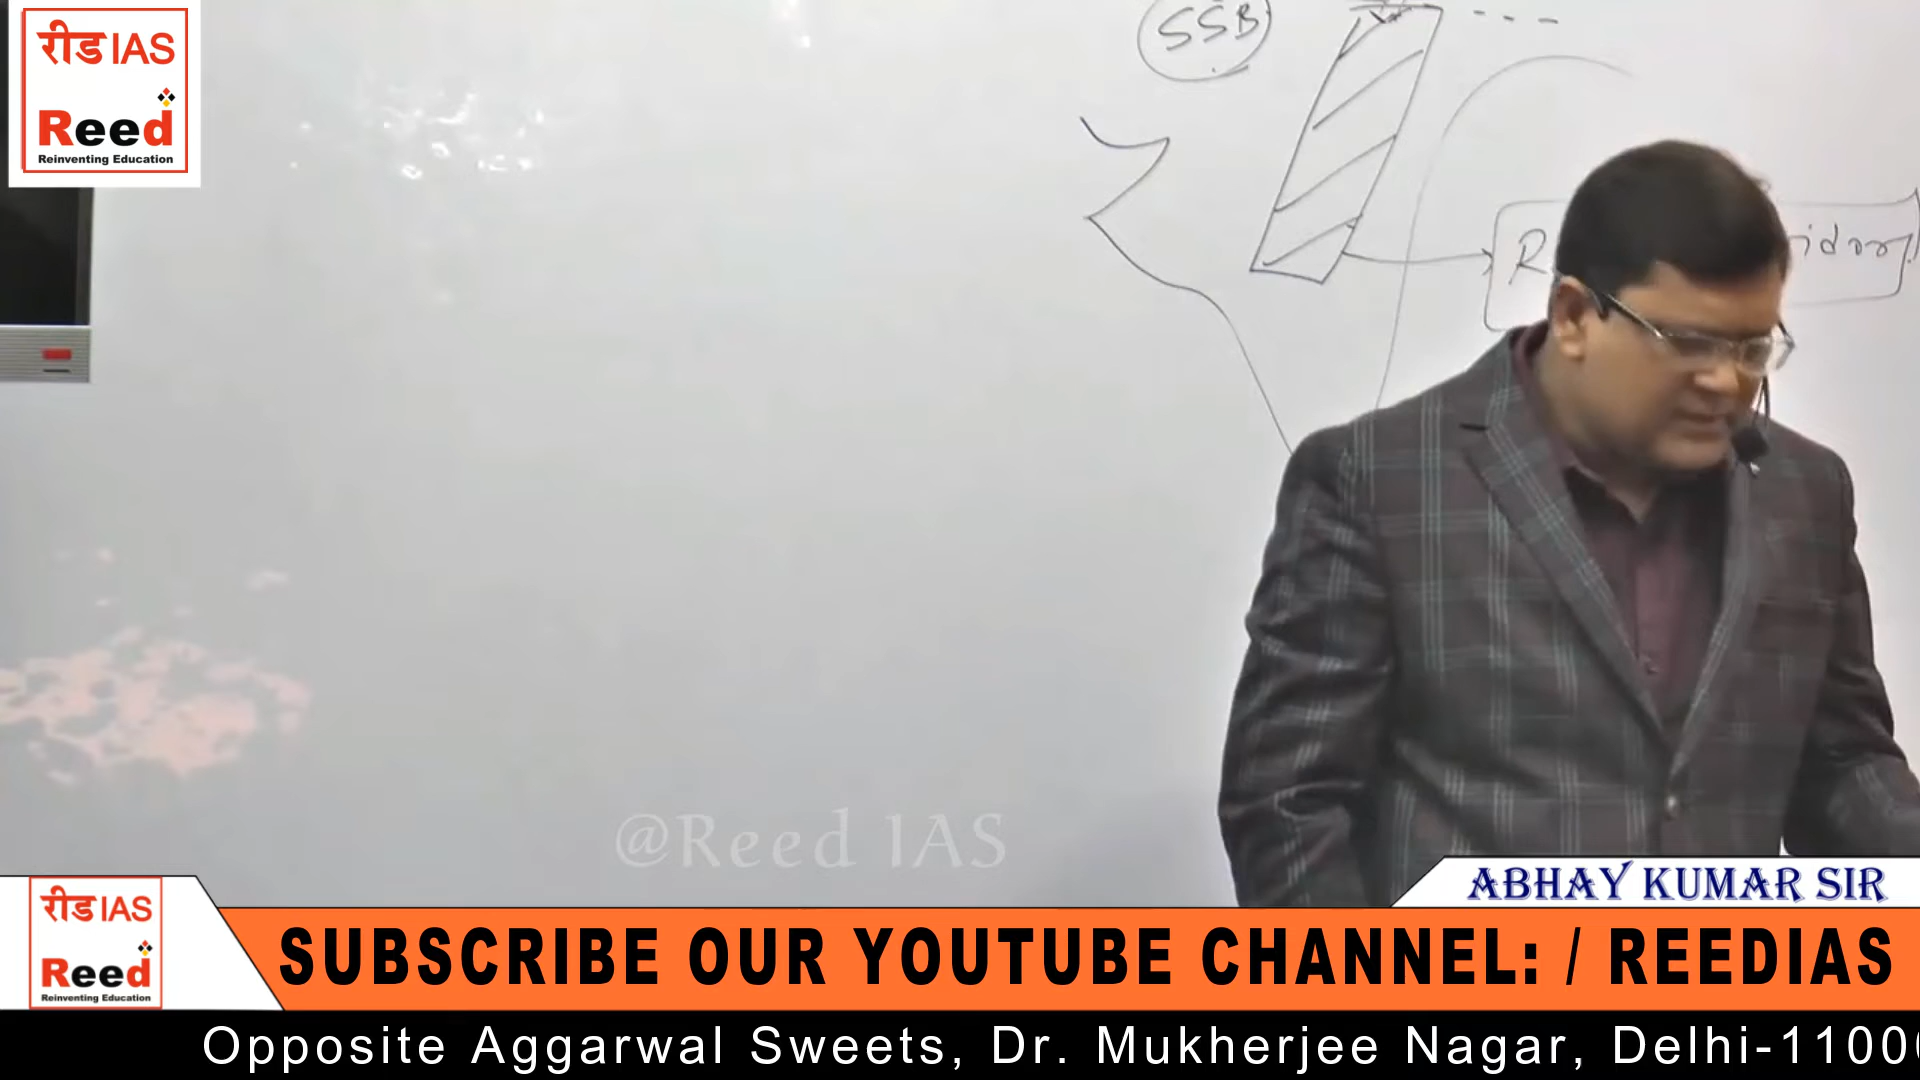 रीड IAS
Reed
Reinventing Education
SSB
R
idor
@Reed IAS
ABHAY KUMAR SIR
रीड IAS
Reed
Reinventing Education
SUBSCRIBE OUR YOUTUBE CHANNEL: / REEDIAS
Opposite Aggarwal Sweets, Dr. Mukherjee Nagar, Delhi-1100